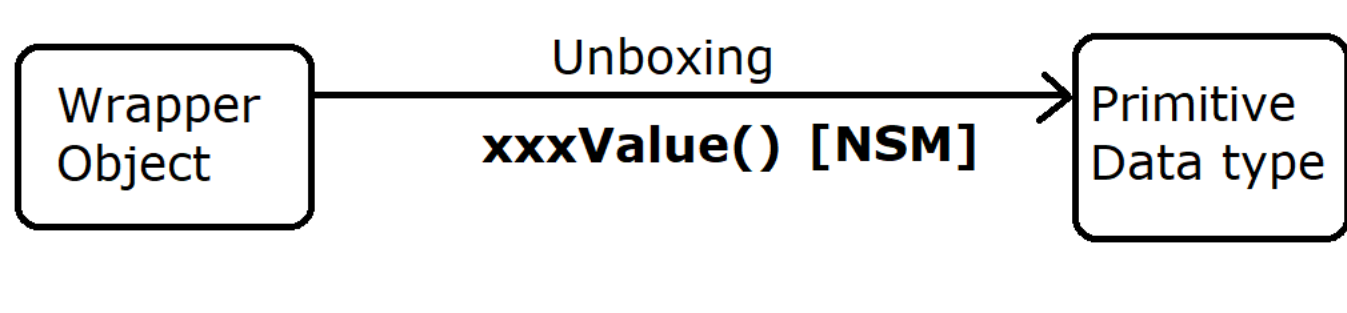 Wrapper
Object
Unboxing
xxxValue() [NSM]
Primitive
Data type